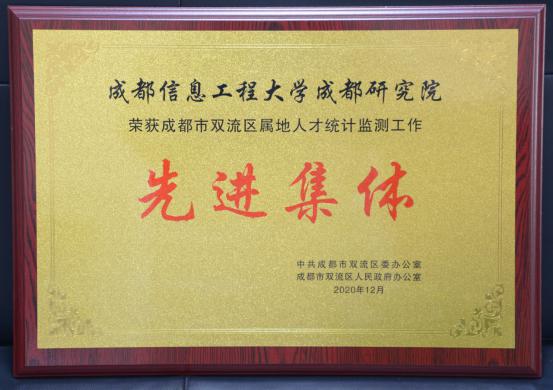 成都信息工程大学成都研究院
荣获成都市双流区属地人才统计监测工作
先进集体
中共成都市双流区委办公室
成都市双流区人民政府办公室
2020年12月